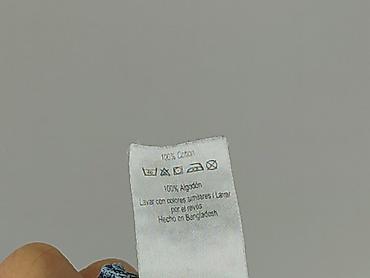 100% Cotton
100% Algodón
Lavar con colores similares / Lavar
por el revés
Hecho en Bangladesh